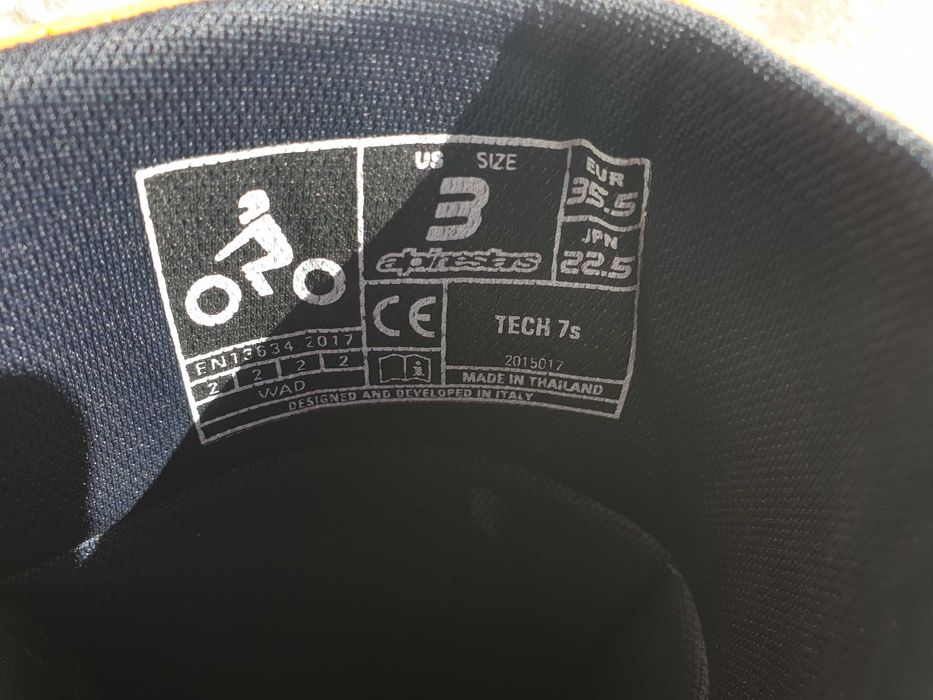 US SIZE
3
alpinestars
EUR
35.5
JPN
22.5
CE
TECH 7s
2015017
MADE IN THAILAND
EN13634:2017
2 2 2 2
WAD
i
DESIGNED AND DEVELOPED IN ITALY